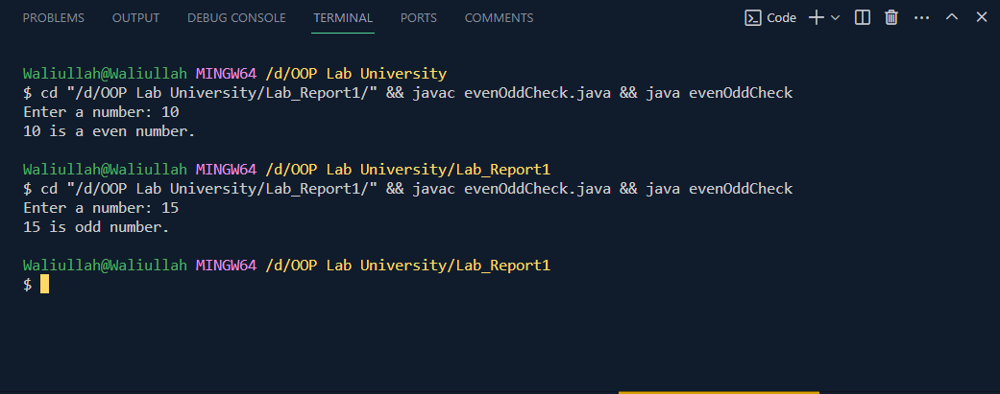 PROBLEMS OUTPUT DEBUG CONSOLE TERMINAL PORTS COMMENTS Code
Waliullah@Waliullah MINGW64 /d/OOP Lab University
$ cd "/d/OOP Lab University/Lab_Report1/" && javac evenOddCheck.java && java evenOddCheck
Enter a number: 10
10 is a even number.
Waliullah@Waliullah MINGW64 /d/OOP Lab University/Lab_Report1
$ cd "/d/OOP Lab University/Lab_Report1/" && javac evenOddCheck.java && java evenOddCheck
Enter a number: 15
15 is odd number.
Waliullah@Waliullah MINGW64 /d/OOP Lab University/Lab_Report1
$